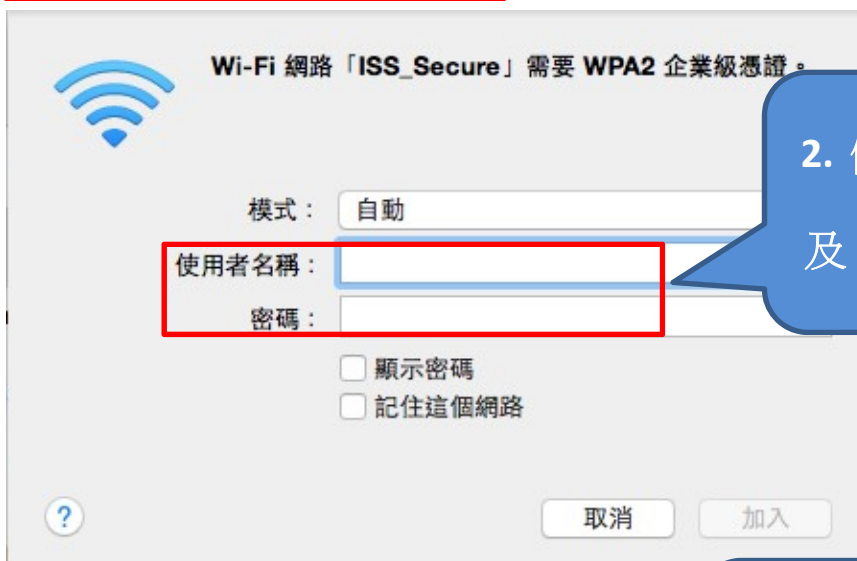 Wi-Fi 網路「ISS_Secure」需要 WPA2 企業級憑證。
2.
及
模式： 自動
使用者名稱：
密碼：
顯示密碼
記住這個網路
?
取消 加入